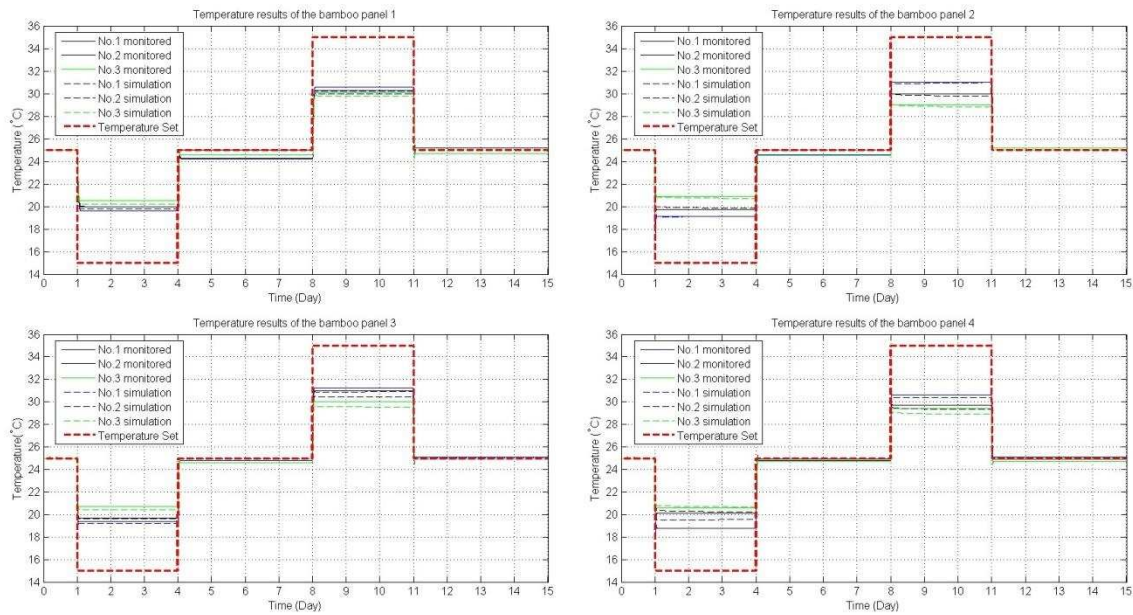 Temperature results of the bamboo panel 1
36
34
32
30
28
26
24
22
20
18
16
14
Temperature (˚C)
No.1 monitored
No.2 monitored
No.3 monitored
No.1 simulation
No.2 simulation
No.3 simulation
Temperature Set
0 1 2 3 4 5 6 7 8 9 10 11 12 13 14 15
Time (Day)
Temperature results of the bamboo panel 2
36
34
32
30
28
26
24
22
20
18
16
14
Temperature (˚C)
No.1 monitored
No.2 monitored
No.3 monitored
No.1 simulation
No.2 simulation
No.3 simulation
Temperature Set
0 1 2 3 4 5 6 7 8 9 10 11 12 13 14 15
Time (Day)
Temperature results of the bamboo panel 3
36
34
32
30
28
26
24
22
20
18
16
14
Temperature(˚C)
No.1 monitored
No.2 monitored
No.3 monitored
No.1 simulation
No.2 simulation
No.3 simulation
Temperature Set
0 1 2 3 4 5 6 7 8 9 10 11 12 13 14 15
Time (Day)
Temperature results of the bamboo panel 4
36
34
32
30
28
26
24
22
20
18
16
14
Temperature (˚C)
No.1 monitored
No.2 monitored
No.3 monitored
No.1 simulation
No.2 simulation
No.3 simulation
Temperature Set
0 1 2 3 4 5 6 7 8 9 10 11 12 13 14 15
Time (Day)